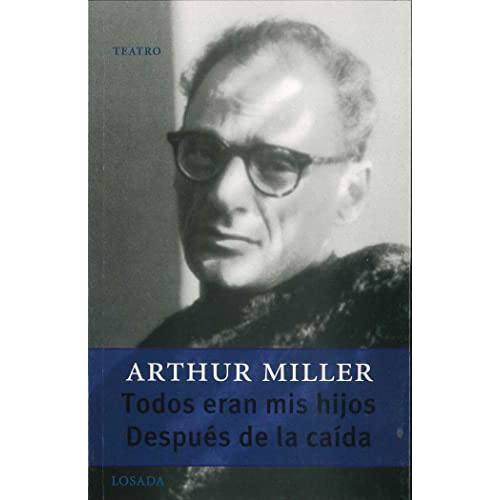 TEATRO
ARTHUR MILLER
Todos eran mis hijos
Después de la caída
LOSADA